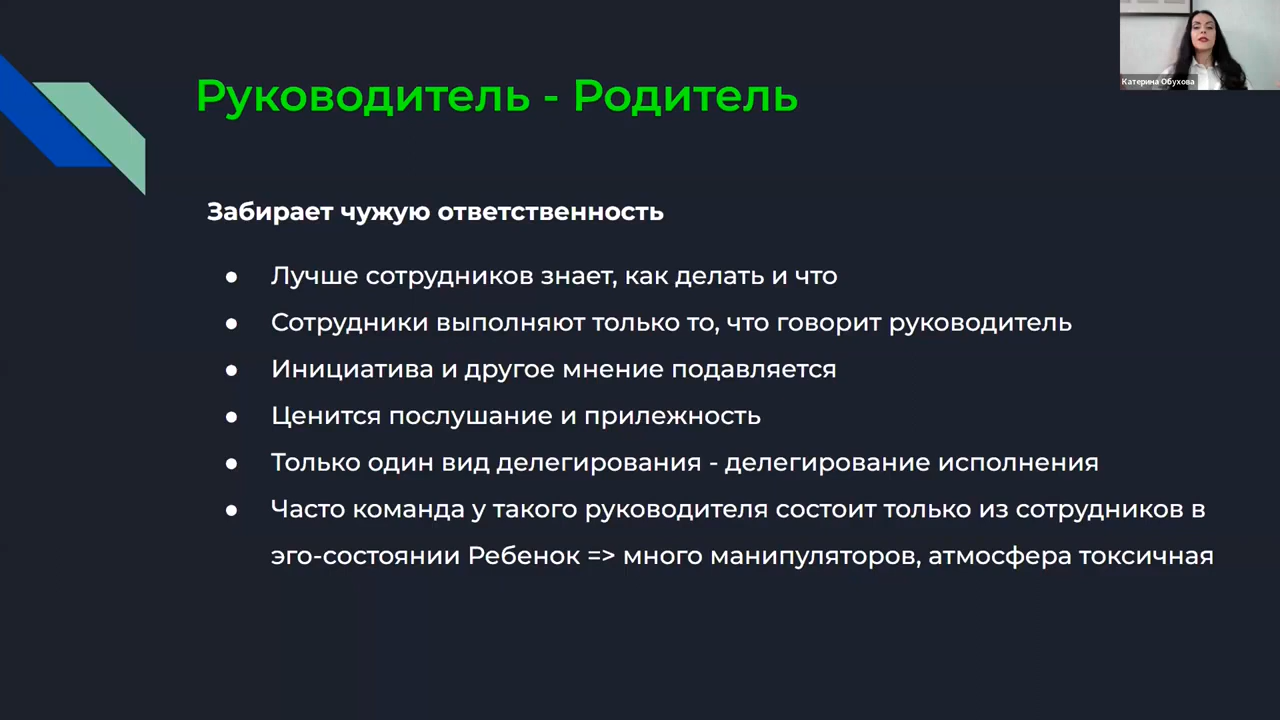 Руководитель - Родитель
Катерина Обухова
Забирает чужую ответственность
● Лучше сотрудников знает, как делать и что
● Сотрудники выполняют только то, что говорит руководитель
● Инициатива и другое мнение подавляется
● Ценится послушание и прилежность
● Только один вид делегирования - делегирование исполнения
● Часто команда у такого руководителя состоит только из сотрудников в
эго-состоянии Ребенок => много манипуляторов, атмосфера токсичная